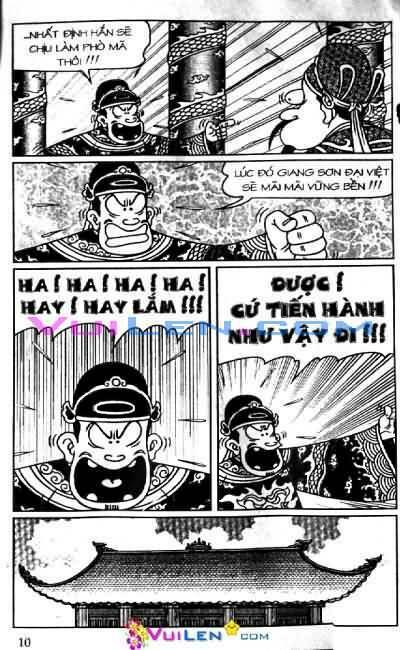 ...NHẤT ĐỊNH HẮN SẼ
CHỊU LÀM PHÒ MÃ
THÔI!!!
LÚC ĐÓ GIANG SƠN ĐẠI VIỆT
SẼ MÃI MÃI VỮNG BỀN!!!
HA! HA! HA! HA!
HAY! HAY LẮM!!!
ĐƯỢC!
CỨ TIẾN HÀNH
NHƯ VẬY ĐI!!!
VUILEN.COM
10
VUILEN.COM